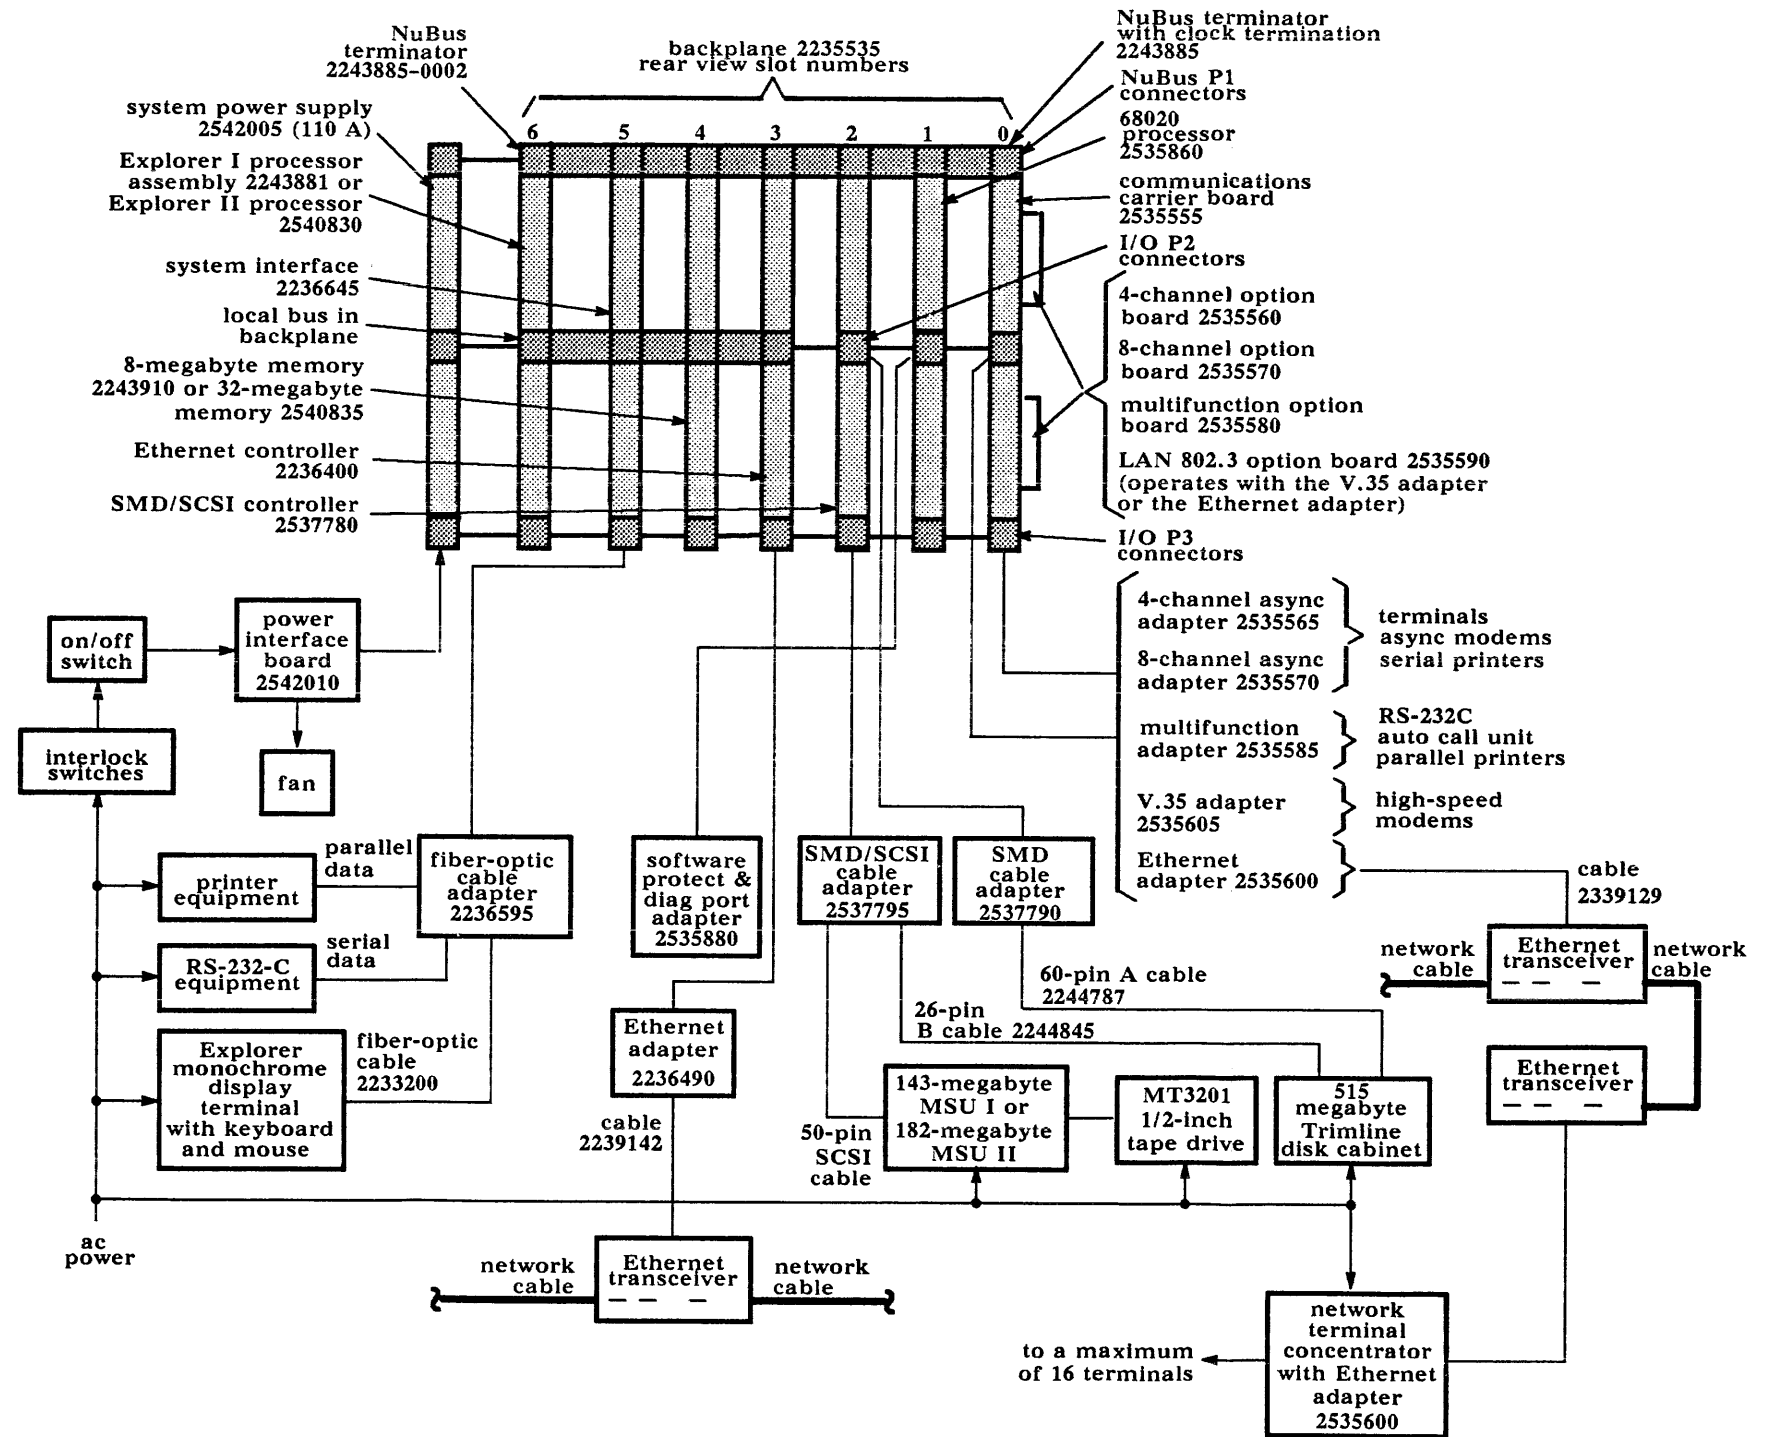 NuBus
terminator
2243885-0002
backplane 2235535
rear view slot numbers
NuBus terminator
with clock termination
2243885
NuBus P1
connectors
system power supply
2542005 (110 A)
6 5 4 3 2 1 0
68020
processor
2535860
Explorer I processor
assembly 2243881 or
Explorer II processor
2540830
communications
carrier board
2535555
system interface
2236645
I/O P2
connectors
local bus in
backplane
4-channel option
board 2535560
8-channel option
board 2535570
8-megabyte memory
2243910 or 32-megabyte
memory 2540835
multifunction option
board 2535580
Ethernet controller
2236400
LAN 802.3 option board 2535590
(operates with the V.35 adapter
or the Ethernet adapter)
SMD/SCSI controller
2537780
I/O P3
connectors
on/off
switch
power
interface
board
2542010
4-channel async
adapter 2535565
8-channel async
adapter 2535570
terminals
async modems
serial printers
interlock
switches
fan
multifunction
adapter 2535585
RS-232C
auto call unit
parallel printers
V.35 adapter
2535605
high-speed
modems
Ethernet
adapter 2535600
cable
2339129
printer
equipment
parallel
data
fiber-optic
cable
adapter
2236595
software
protect &
diag port
adapter
2535880
SMD/SCSI
cable
adapter
2537795
SMD
cable
adapter
2537790
RS-232-C
equipment
serial
data
network
cable
Ethernet
transceiver
network
cable
60-pin A cable
2244787
26-pin
B cable 2244845
Explorer
monochrome
display
terminal
with keyboard
and mouse
fiber-optic
cable
2233200
Ethernet
adapter
2236490
Ethernet
transceiver
143-megabyte
MSU I or
182-megabyte
MSU II
MT3201
1/2-inch
tape drive
515
megabyte
Trimline
disk cabinet
cable
2239142
50-pin
SCSI
cable
ac
power
network
cable
Ethernet
transceiver
network
cable
to a maximum
of 16 terminals
network
terminal
concentrator
with Ethernet
adapter
2535600